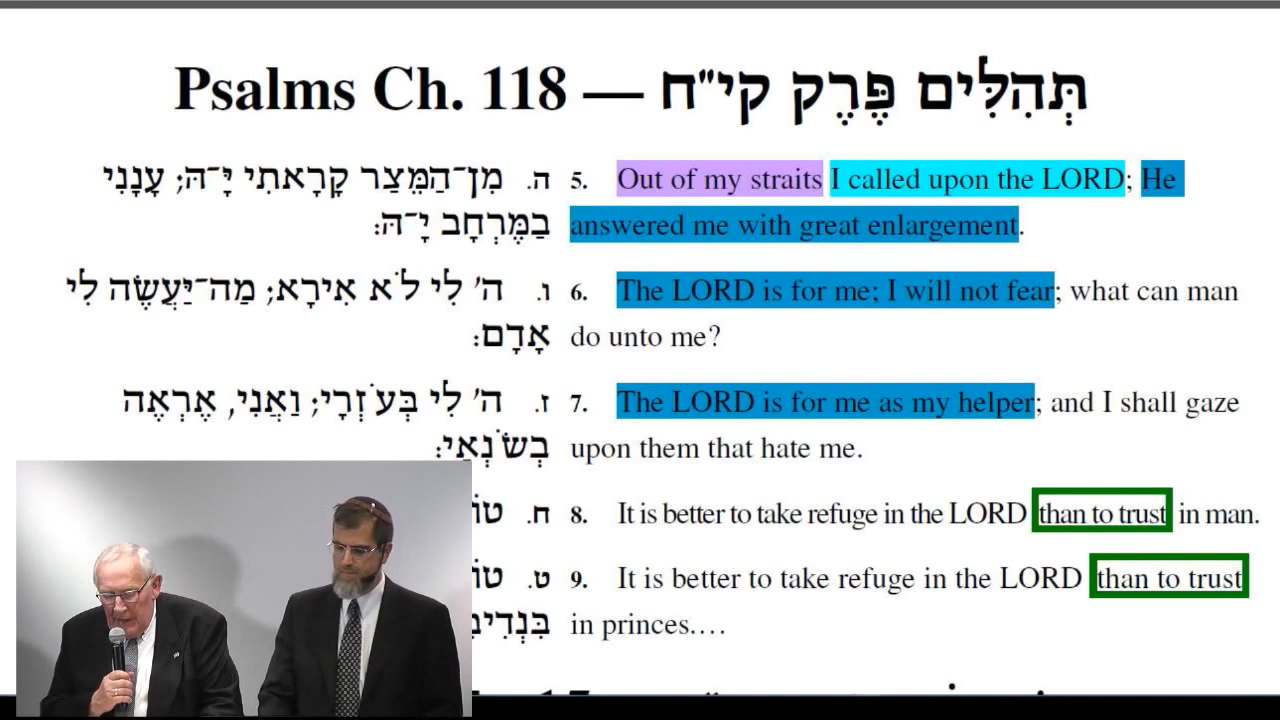 Psalms Ch. 118 — תְּהִלִּים פֶּרֶק קי״ח
ה. מִן־הַמֵּצַר קָרָאתִי יָּ־הּ; עָנָנִי
בַמֶּרְחָב יָ־הּ:
5. Out of my straits I called upon the LORD; He
answered me with great enlargement.
ו. ה' לִי לֹא אִירָא; מַה־יַּעֲשֶׂה לִי
אָדָם:
6. The LORD is for me; I will not fear; what can man
do unto me?
ז. ה' לִי בְּעֹזְרָי; וַאֲנִי, אֶרְאֶה
בְשֹׂנְאָי:
7. The LORD is for me as my helper; and I shall gaze
upon them that hate me.
ח.
8. It is better to take refuge in the LORD than to trust in man.
ט.
9. It is better to take refuge in the LORD than to trust
in princes....